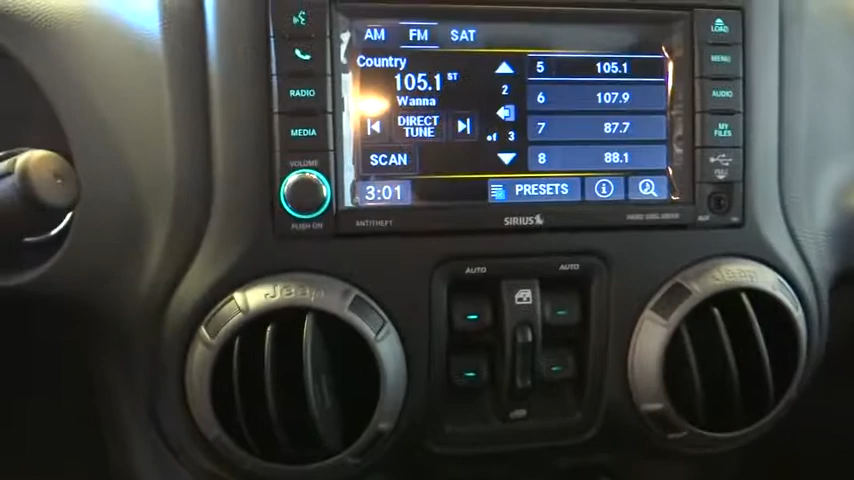 AM FM SAT
LOAD
Country
105.1 ST
Wanna
DIRECT
TUNE
SCAN
2
of 3
5 105.1
6 107.9
7 87.7
8 88.1
3:01
PRESETS
RADIO
MEDIA
VOLUME
PUSH ON
MENU
AUDIO
MY
FILES
AUX
ANTITHEFT
SIRIUS
AUTO AUTO
Jeep
Jeep